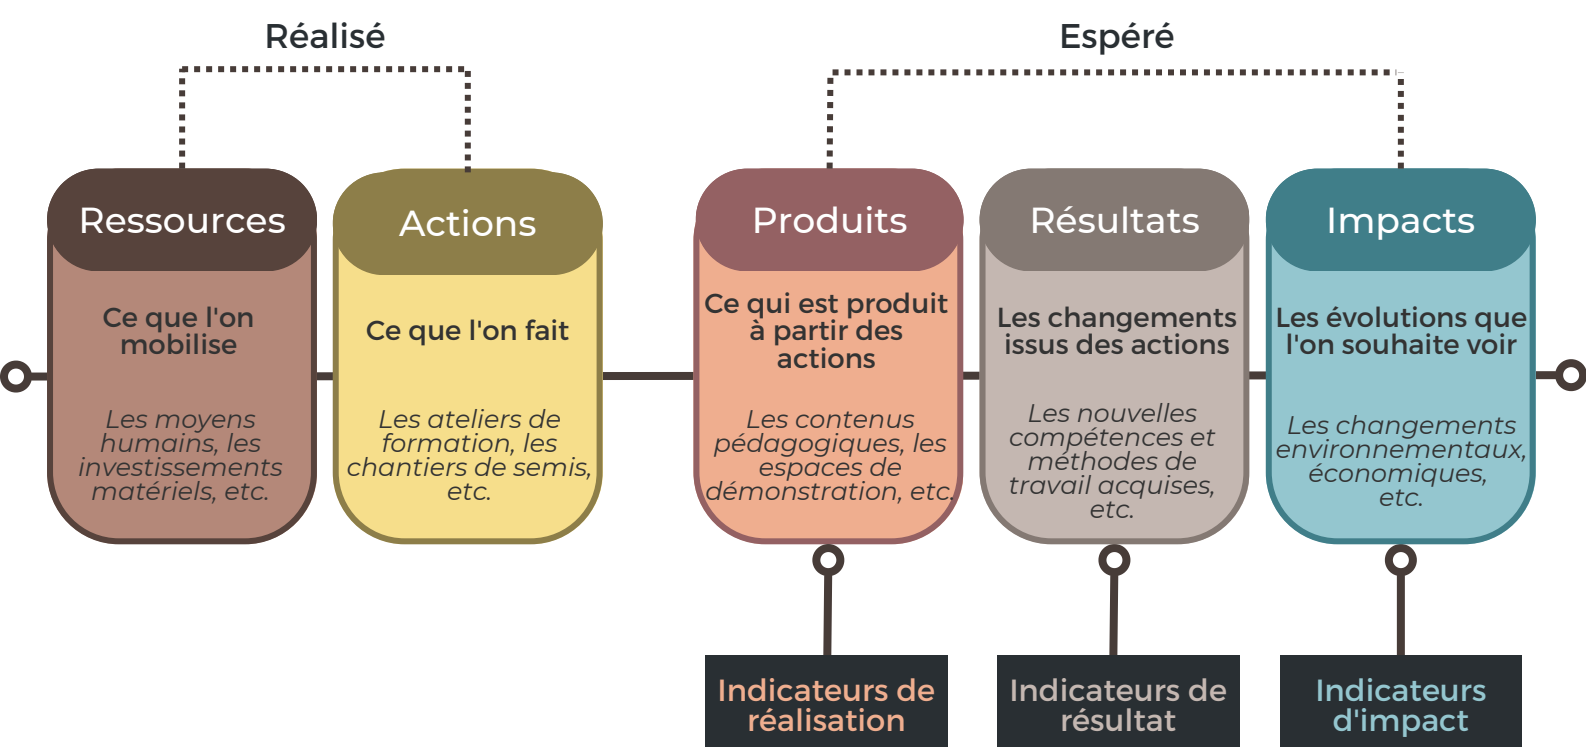 Réalisé
Espéré
Ressources
Ce que l'on
mobilise
Les moyens
humains, les
investissements
matériels, etc.
Actions
Ce que l'on fait
Les ateliers de
formation, les
chantiers de semis,
etc.
Produits
Ce qui est produit
à partir des
actions
Les contenus
pédagogiques, les
espaces de
démonstration, etc.
Résultats
Les changements
issus des actions
Les nouvelles
compétences et
méthodes de
travail acquises,
etc.
Impacts
Les évolutions que
l'on souhaite voir
Les changements
environnementaux,
économiques,
etc.
Indicateurs de
réalisation
Indicateurs de
résultat
Indicateurs
d'impact